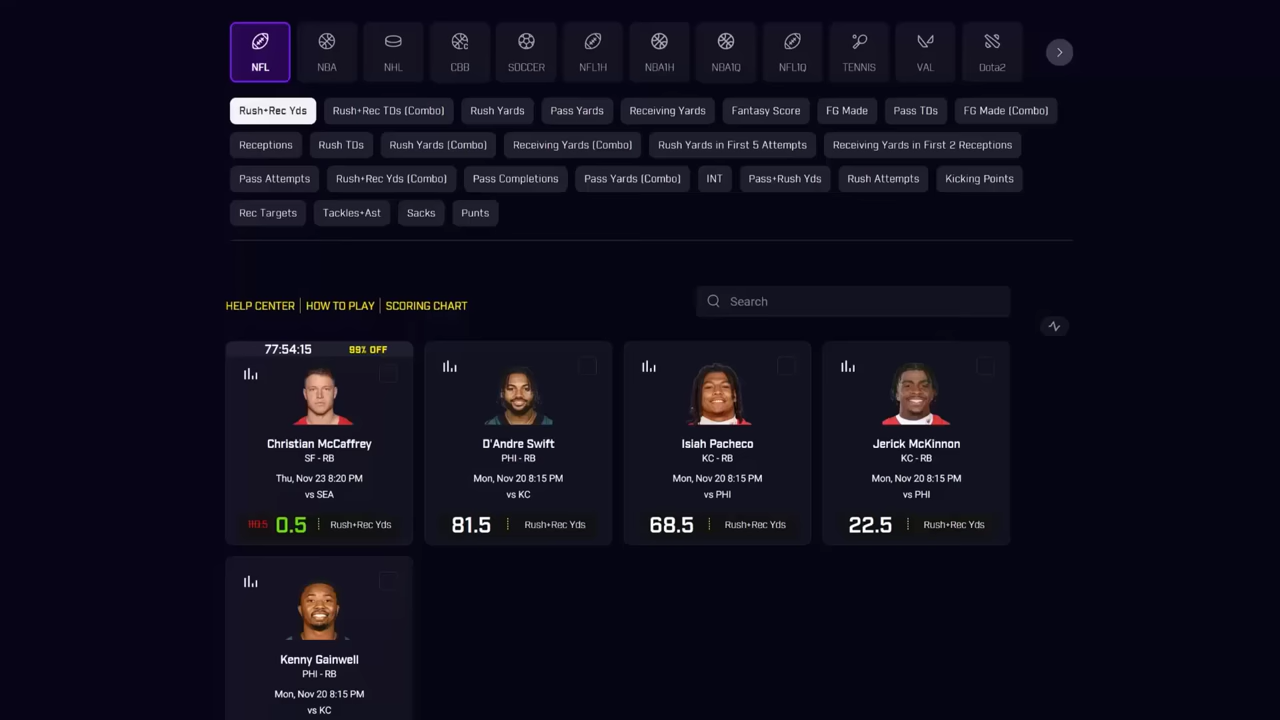 NFL NBA NHL CBB SOCCER NFL1H NBA1H NBA1Q NFL1Q TENNIS VAL Dota2
Rush+Rec Yds Rush+Rec TDs (Combo) Rush Yards Pass Yards Receiving Yards Fantasy Score FG Made Pass TDs FG Made (Combo)
Receptions Rush TDs Rush Yards (Combo) Receiving Yards (Combo) Rush Yards in First 5 Attempts Receiving Yards in First 2 Receptions
Pass Attempts Rush+Rec Yds (Combo) Pass Completions Pass Yards (Combo) INT Pass+Rush Yds Rush Attempts Kicking Points
Rec Targets Tackles+Ast Sacks Punts
HELP CENTER HOW TO PLAY SCORING CHART Search
77:54:15 99% OFF
Christian McCaffrey D'Andre Swift Isiah Pacheco Jerick McKinnon
SF - RB PHI - RB KC - RB KC - RB
Thu, Nov 23 8:20 PM Mon, Nov 20 8:15 PM Mon, Nov 20 8:15 PM Mon, Nov 20 8:15 PM
vs SEA vs KC vs PHI vs PHI
0.5 Rush+Rec Yds 81.5 Rush+Rec Yds 68.5 Rush+Rec Yds 22.5 Rush+Rec Yds
Kenny Gainwell
PHI - RB
Mon, Nov 20 8:15 PM
vs KC